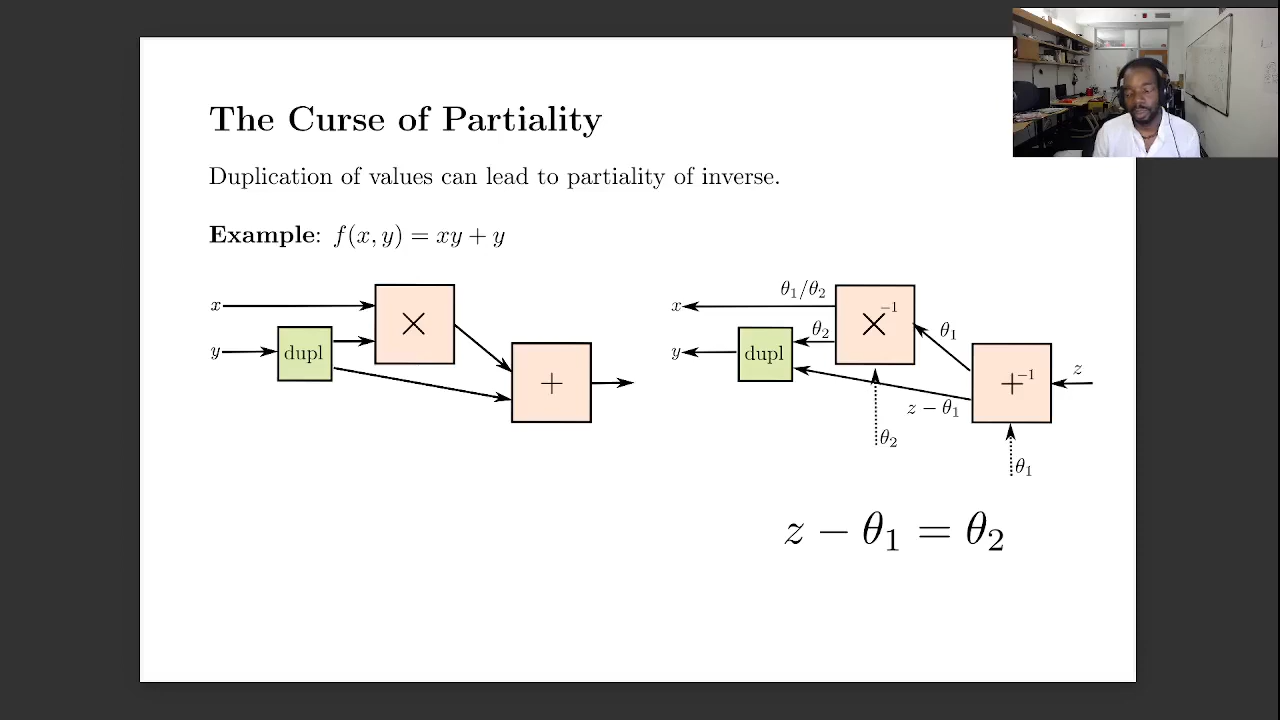 The Curse of Partiality
Duplication of values can lead to partiality of inverse.
Example: f(x, y) = xy + y
x
y
dupl
×
+
x
y
dupl
θ₁/θ₂
θ₂
×⁻¹
θ₁
z − θ₁
θ₂
+⁻¹
z
θ₁
z − θ₁ = θ₂